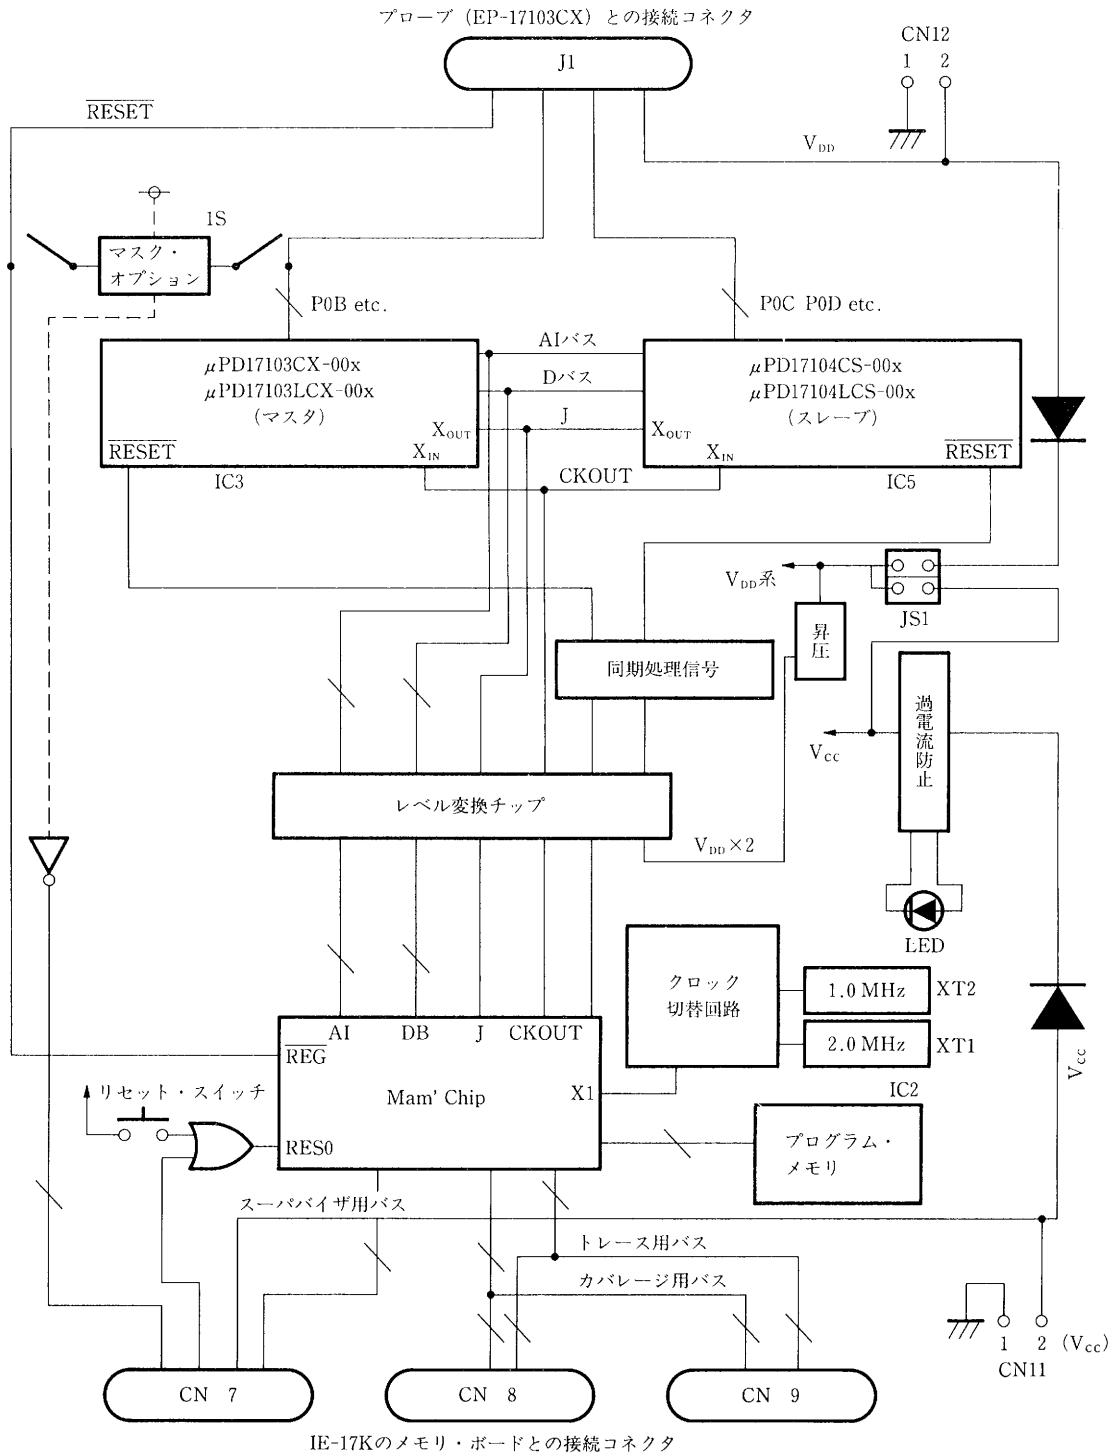 プローブ (EP-17103CX) との接続コネクタ
J1
CN12
1 2
RESET
VDD
1S
マスク・
オプション
P0B etc.
P0C P0D etc.
μPD17103CX-00x
μPD17103LCX-00x
(マスタ)
XOUT
RESET
XIN
IC3
AIバス
Dバス
J
CKOUT
μPD17104CS-00x
μPD17104LCS-00x
(スレーブ)
XOUT
XIN
RESET
IC5
VDD系
JS1
昇圧
同期処理信号
過電流防止
VCC
レベル変換チップ
VDD×2
LED
クロック
切替回路
1.0 MHz
XT2
2.0 MHz
XT1
VCC
AI DB J CKOUT
REG
Mam' Chip
X1
RES0
リセット・スイッチ
IC2
プログラム・
メモリ
スーパバイザ用バス
トレース用バス
カバレージ用バス
1 2 (VCC)
CN11
CN 7
CN 8
CN 9
IE-17Kのメモリ・ボードとの接続コネクタ